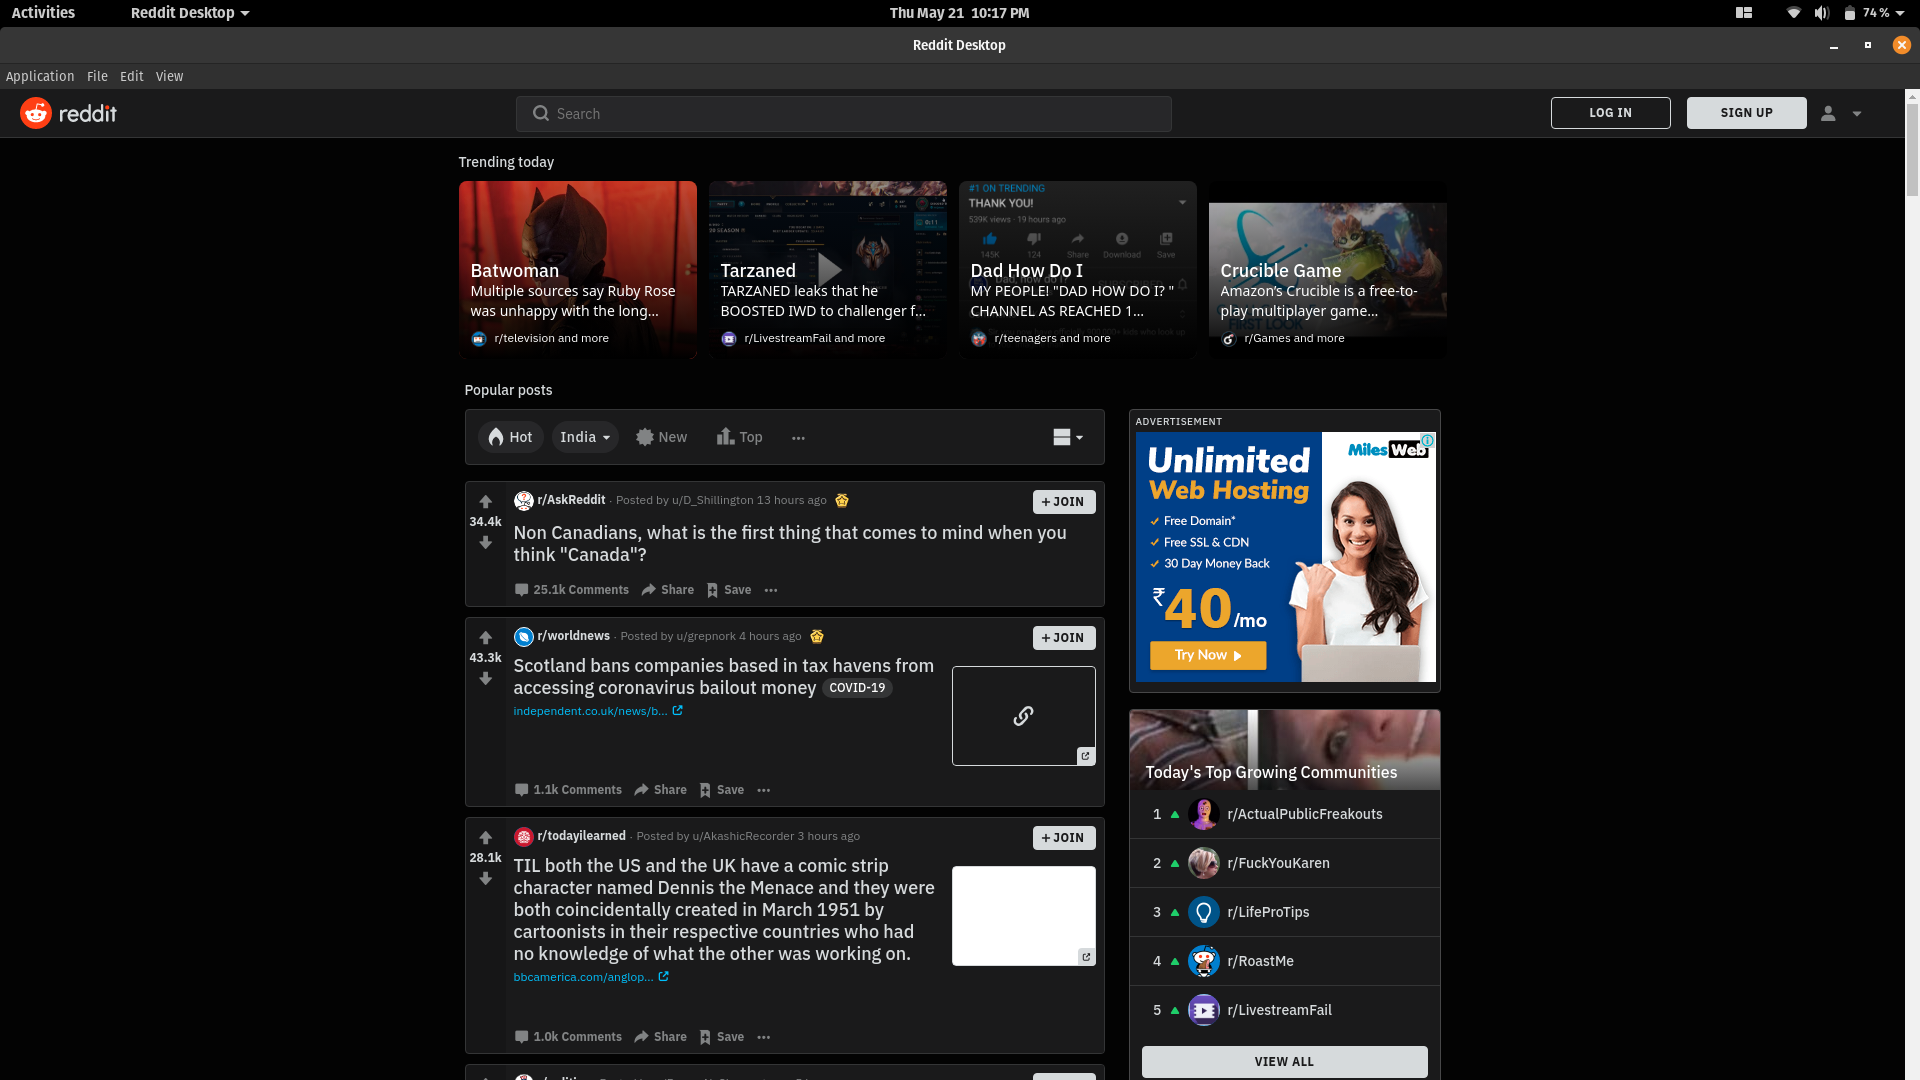 Activities
Reddit Desktop
Thu May 21 10:17 PM
74 %
Reddit Desktop
Application File Edit View
reddit
Search
LOG IN
SIGN UP
Trending today
Batwoman
Multiple sources say Ruby Rose
was unhappy with the long...
r/television and more
Tarzaned
TARZANED leaks that he
BOOSTED IWD to challenger f...
r/LivestreamFail and more
#1 ON TRENDING
THANK YOU!
539K views · 19 hours ago
145K 124 Share Download Save
Dad How Do I
MY PEOPLE! "DAD HOW DO I? "
CHANNEL AS REACHED 1...
r/teenagers and more
Crucible Game
Amazon’s Crucible is a free-to-
play multiplayer game...
FIRST LOOK
r/Games and more
Popular posts
Hot
India
New
Top
34.4k
r/AskReddit · Posted by u/D_Shillington 13 hours ago
+ JOIN
Non Canadians, what is the first thing that comes to mind when you
think "Canada"?
25.1k Comments Share Save
43.3k
r/worldnews · Posted by u/grepnork 4 hours ago
+ JOIN
Scotland bans companies based in tax havens from
accessing coronavirus bailout money COVID-19
independent.co.uk/news/b...
1.1k Comments Share Save
28.1k
r/todayilearned · Posted by u/AkashicRecorder 3 hours ago
+ JOIN
TIL both the US and the UK have a comic strip
character named Dennis the Menace and they were
both coincidentally created in March 1951 by
cartoonists in their respective countries who had
no knowledge of what the other was working on.
bbcamerica.com/anglop...
1.0k Comments Share Save
ADVERTISEMENT
Unlimited
Web Hosting
MilesWeb
Free Domain*
Free SSL & CDN
30 Day Money Back
₹40/mo
Try Now
Today's Top Growing Communities
1 r/ActualPublicFreakouts
2 r/FuckYouKaren
3 r/LifeProTips
4 r/RoastMe
5 r/LivestreamFail
VIEW ALL